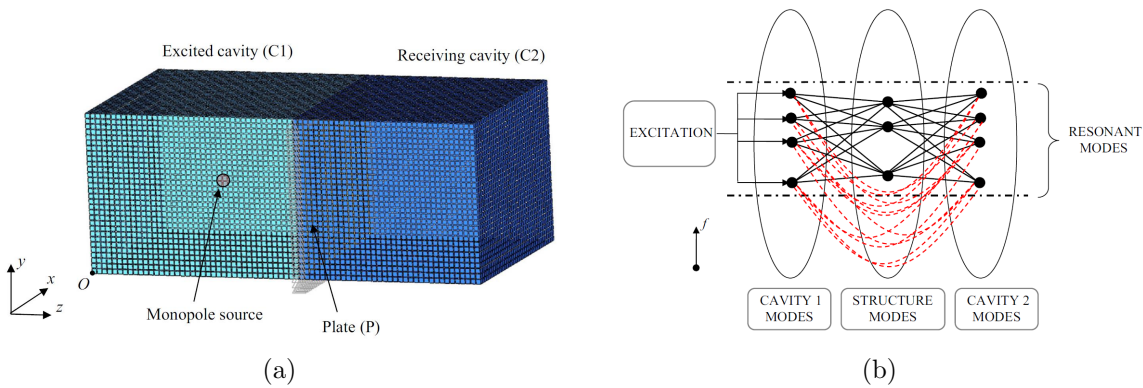 Excited cavity (C1)
Receiving cavity (C2)
y
x
z
O
Monopole source
Plate (P)
(a)
EXCITATION
RESONANT
MODES
f
CAVITY 1
MODES
STRUCTURE
MODES
CAVITY 2
MODES
(b)